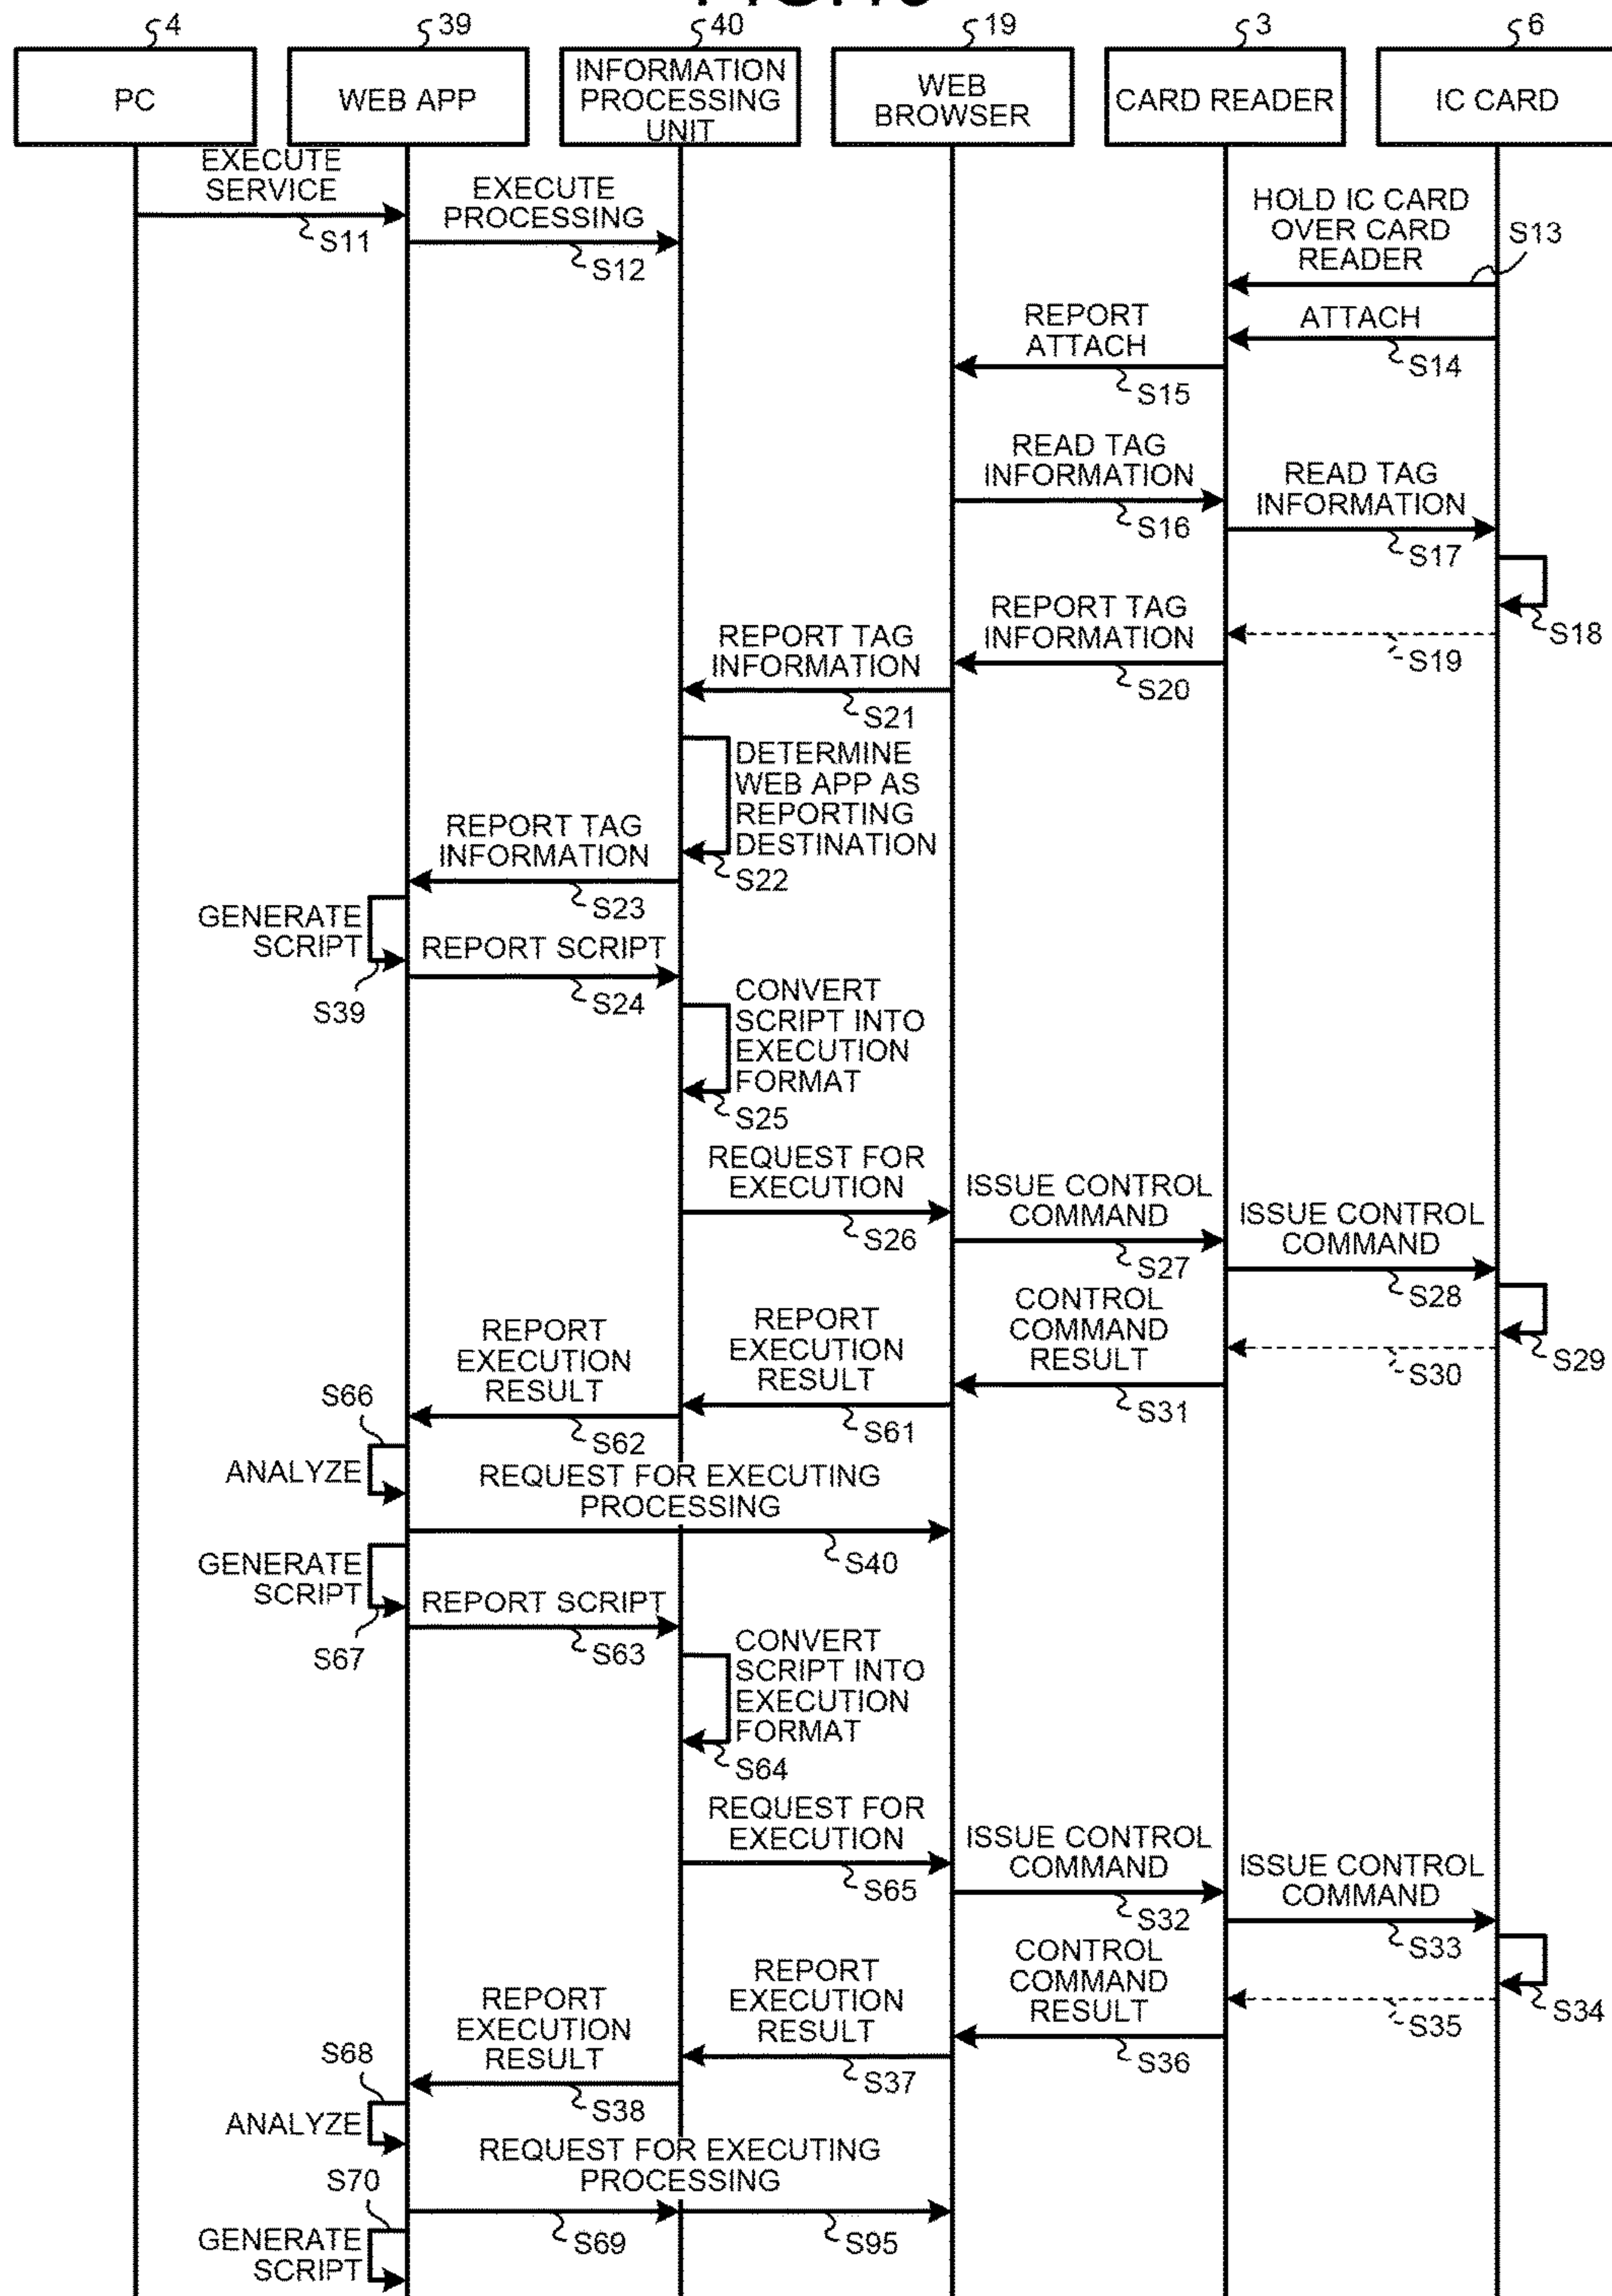 4
39
40
19
3
6
PC
WEB APP
INFORMATION
PROCESSING
UNIT
WEB
BROWSER
CARD READER
IC CARD
EXECUTE
SERVICE
S11
EXECUTE
PROCESSING
S12
HOLD IC CARD
OVER CARD
READER
S13
ATTACH
S14
REPORT
ATTACH
S15
READ TAG
INFORMATION
S16
READ TAG
INFORMATION
S17
S18
S19
REPORT TAG
INFORMATION
S20
REPORT TAG
INFORMATION
S21
DETERMINE
WEB APP AS
REPORTING
DESTINATION
S22
REPORT TAG
INFORMATION
S23
GENERATE
SCRIPT
S39
REPORT SCRIPT
S24
CONVERT
SCRIPT INTO
EXECUTION
FORMAT
S25
REQUEST FOR
EXECUTION
S26
ISSUE CONTROL
COMMAND
S27
ISSUE CONTROL
COMMAND
S28
S29
S30
CONTROL
COMMAND
RESULT
S31
REPORT
EXECUTION
RESULT
S61
REPORT
EXECUTION
RESULT
S62
S66
ANALYZE
REQUEST FOR EXECUTING
PROCESSING
S40
GENERATE
SCRIPT
S67
REPORT SCRIPT
S63
CONVERT
SCRIPT INTO
EXECUTION
FORMAT
S64
REQUEST FOR
EXECUTION
S65
ISSUE CONTROL
COMMAND
S32
ISSUE CONTROL
COMMAND
S33
S34
S35
CONTROL
COMMAND
RESULT
S36
REPORT
EXECUTION
RESULT
S37
REPORT
EXECUTION
RESULT
S38
S68
ANALYZE
REQUEST FOR EXECUTING
PROCESSING
S69
S95
S70
GENERATE
SCRIPT